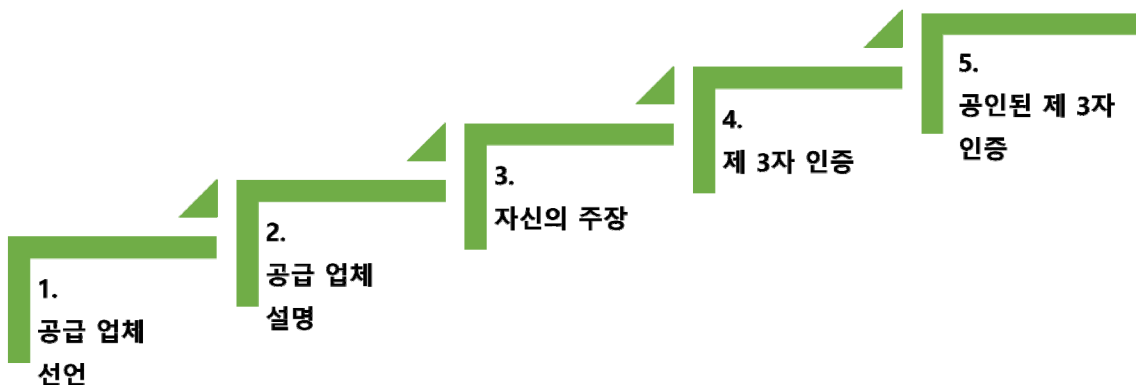 1.
공급 업체
선언
2.
공급 업체
설명
3.
자신의 주장
4.
제 3자 인증
5.
공인된 제 3자
인증